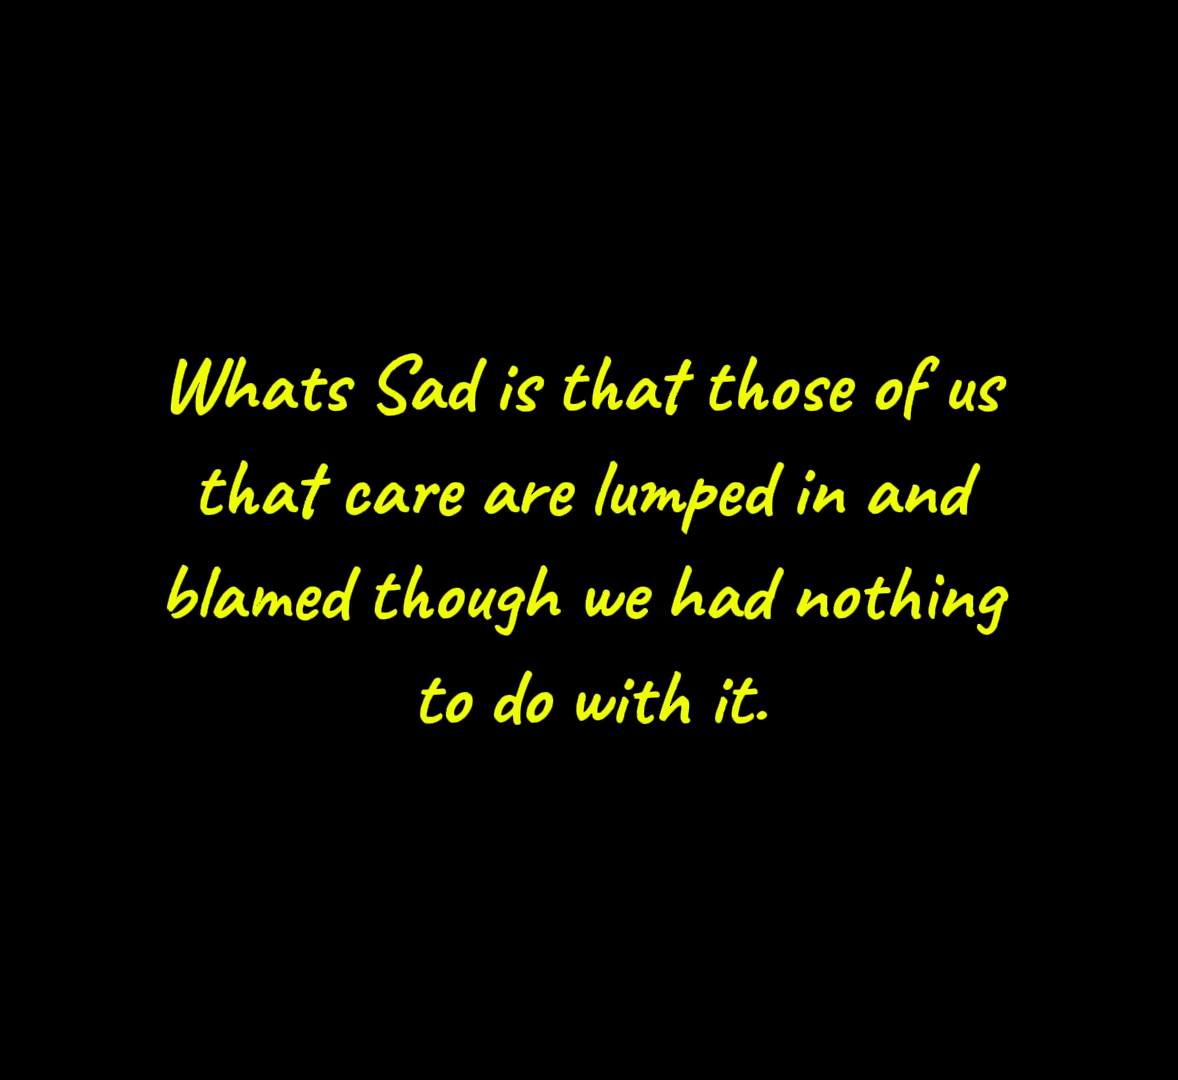 Whats Sad is that those of us
that care are lumped in and
blamed though we had nothing
to do with it.